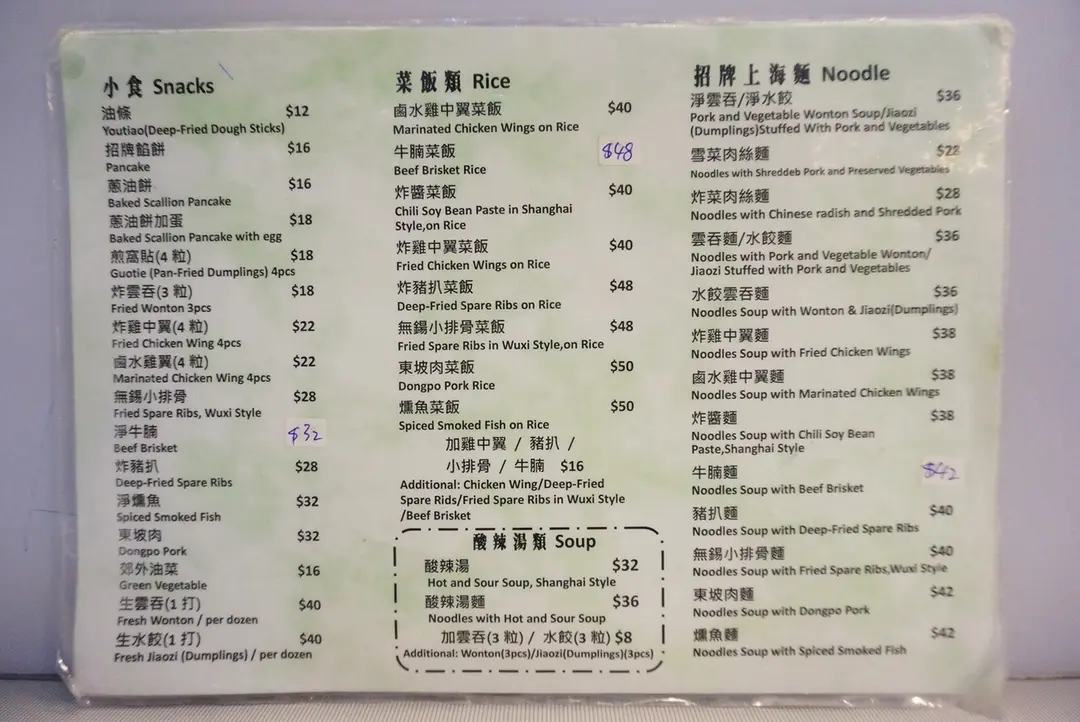 小食 Snacks
油條 $12
Youtiao(Deep-Fried Dough Sticks)
招牌餡餅 $16
Pancake
蔥油餅 $16
Baked Scallion Pancake
蔥油餅加蛋 $18
Baked Scallion Pancake with egg
煎窩貼(4 粒) $18
Guotie (Pan-Fried Dumplings) 4pcs
炸雲吞(3 粒) $18
Fried Wonton 3pcs
炸雞中翼(4 粒) $22
Fried Chicken Wing 4pcs
鹵水雞翼(4 粒) $22
Marinated Chicken Wing 4pcs
無錫小排骨 $28
Fried Spare Ribs, Wuxi Style
淨牛腩 $32
Beef Brisket
炸豬扒 $28
Deep-Fried Spare Ribs
淨燻魚 $32
Spiced Smoked Fish
東坡肉 $32
Dongpo Pork
郊外油菜 $16
Green Vegetable
生雲吞(1 打) $40
Fresh Wonton / per dozen
生水餃(1 打) $40
Fresh Jiaozi (Dumplings) / per dozen
菜飯類 Rice
鹵水雞中翼菜飯 $40
Marinated Chicken Wings on Rice
牛腩菜飯 $48
Beef Brisket Rice
炸醬菜飯 $40
Chili Soy Bean Paste in Shanghai
Style,on Rice
炸雞中翼菜飯 $40
Fried Chicken Wings on Rice
炸豬扒菜飯 $48
Deep-Fried Spare Ribs on Rice
無錫小排骨菜飯 $48
Fried Spare Ribs in Wuxi Style,on Rice
東坡肉菜飯 $50
Dongpo Pork Rice
燻魚菜飯 $50
Spiced Smoked Fish on Rice
加雞中翼 / 豬扒 /
小排骨 / 牛腩 $16
Additional: Chicken Wing/Deep-Fried
Spare Rids/Fried Spare Ribs in Wuxi Style
/Beef Brisket
酸辣湯類 Soup
酸辣湯 $32
Hot and Sour Soup, Shanghai Style
酸辣湯麵 $36
Noodles with Hot and Sour Soup
加雲吞(3 粒) / 水餃(3 粒) $8
Additional: Wonton(3pcs)/Jiaozi(Dumplings)(3pcs)
招牌上海麵 Noodle
淨雲吞/淨水餃 $36
Pork and Vegetable Wonton Soup/Jiaozi
(Dumplings)Stuffed With Pork and Vegetables
雪菜肉絲麵 $28
Noodles with Shreddeb Pork and Preserved Vegetables
炸菜肉絲麵 $28
Noodles with Chinese radish and Shredded Pork
雲吞麵/水餃麵 $36
Noodles with Pork and Vegetable Wonton/
Jiaozi Stuffed with Pork and Vegetables
水餃雲吞麵 $36
Noodles Soup with Wonton & Jiaozi(Dumplings)
炸雞中翼麵 $38
Noodles Soup with Fried Chicken Wings
鹵水雞中翼麵 $38
Noodles Soup with Marinated Chicken Wings
炸醬麵 $38
Noodles Soup with Chili Soy Bean
Paste,Shanghai Style
牛腩麵 $42
Noodles Soup with Beef Brisket
豬扒麵 $40
Noodles Soup with Deep-Fried Spare Ribs
無錫小排骨麵 $40
Noodles Soup with Fried Spare Ribs,Wuxi Style
東坡肉麵 $42
Noodles Soup with Dongpo Pork
燻魚麵 $42
Noodles Soup with Spiced Smoked Fish